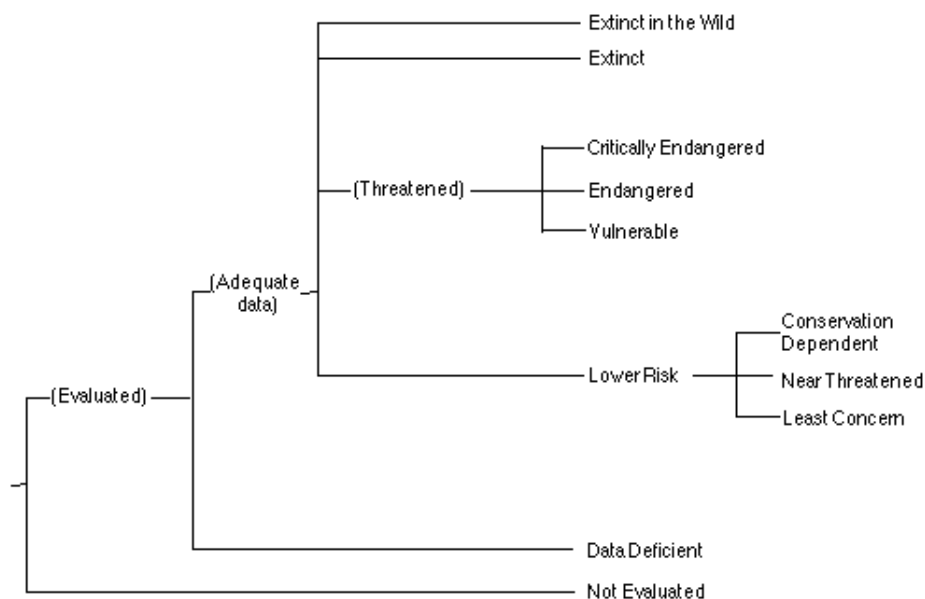 Extinct in the Wild
Extinct
Critically Endangered
(Threatened)
Endangered
Vulnerable
(Adequate
data)
Conservation
Dependent
Lower Risk
Near Threatened
Least Concern
(Evaluated)
Data Deficient
Not Evaluated